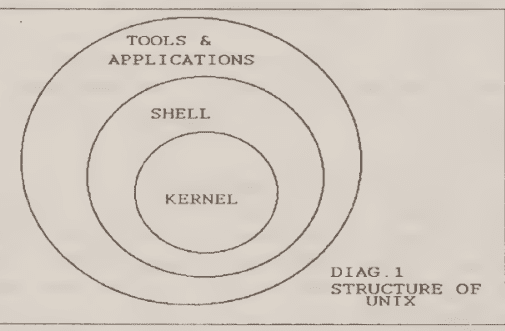 TOOLS &
APPLICATIONS
SHELL
KERNEL
DIAG.1
STRUCTURE OF
UNIX